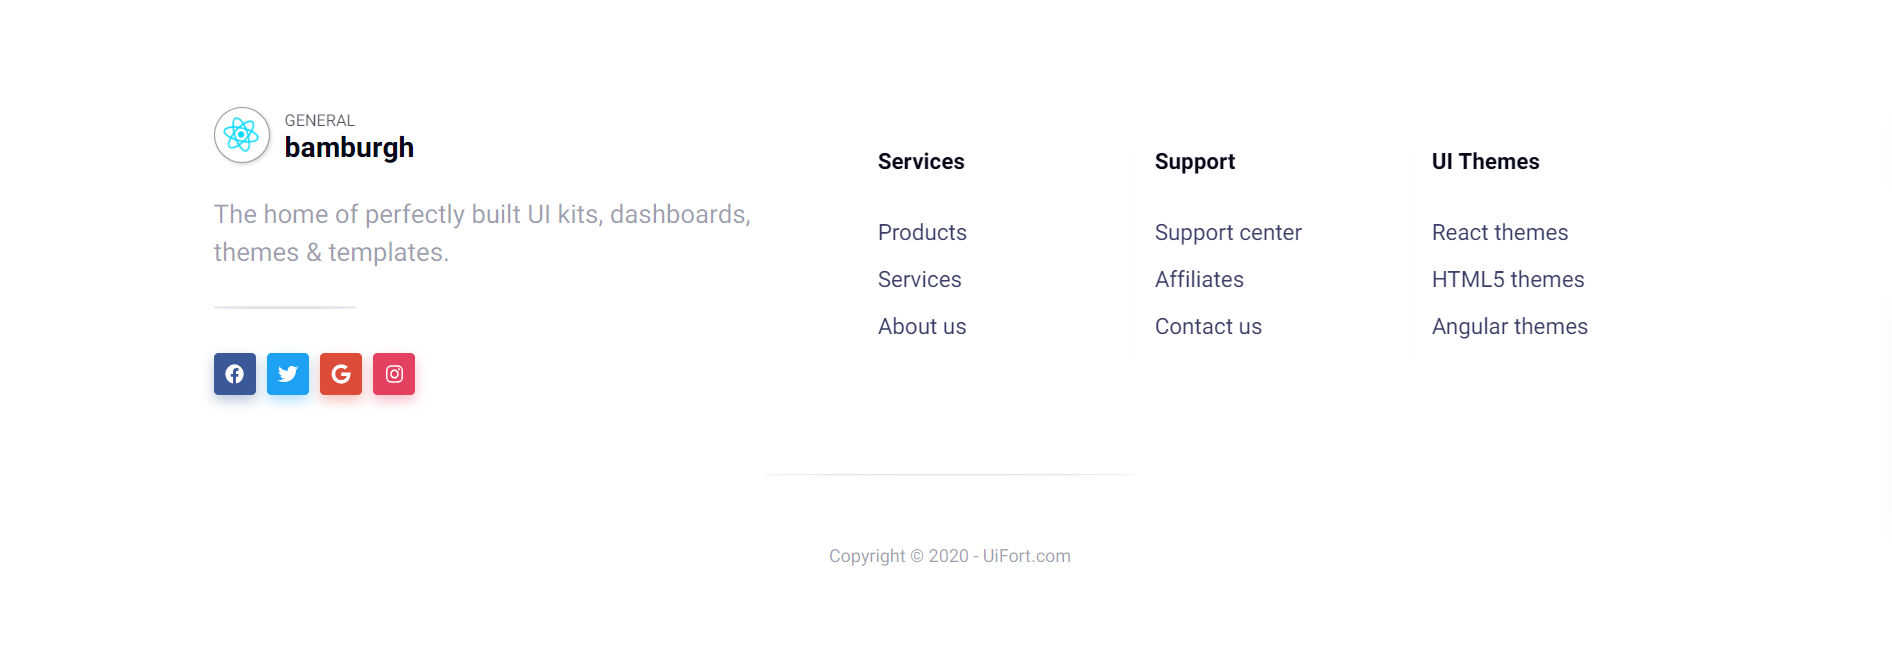 GENERAL
bamburgh
The home of perfectly built UI kits, dashboards,
themes & templates.
Services
Products
Services
About us
Support
Support center
Affiliates
Contact us
UI Themes
React themes
HTML5 themes
Angular themes
Copyright © 2020 - UiFort.com